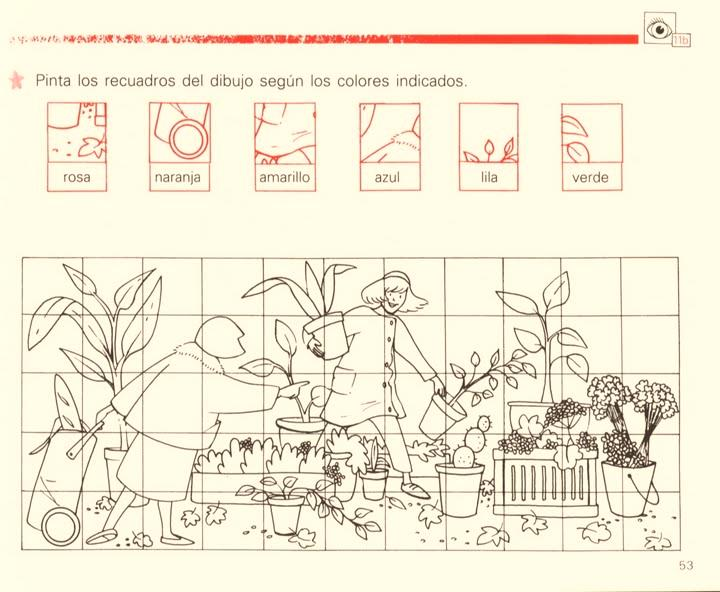 11b
Pinta los recuadros del dibujo según los colores indicados.
rosa
naranja
amarillo
azul
lila
verde
53